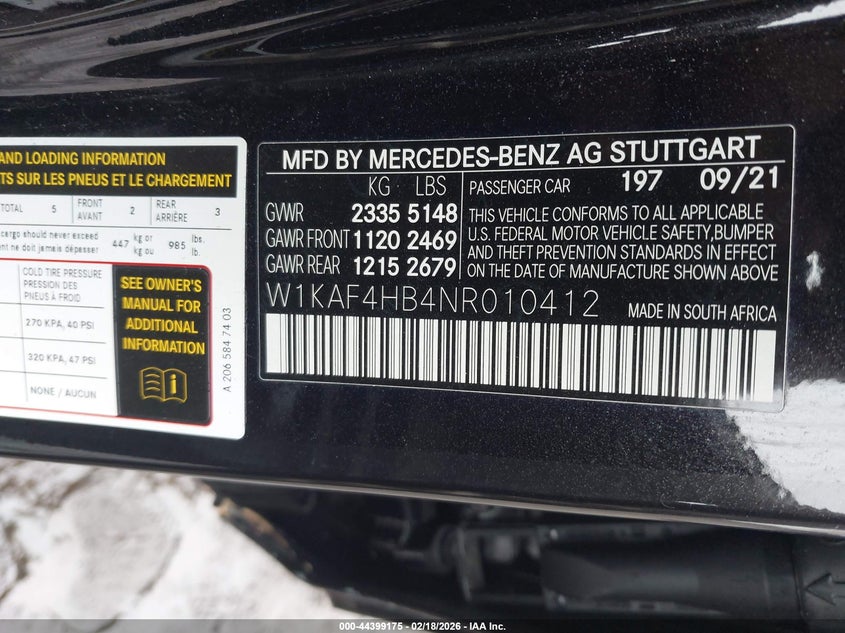 AND LOADING INFORMATION
TS SUR LES PNEUS ET LE CHARGEMENT
TOTAL 5 FRONT AVANT 2 REAR ARRIÈRE 3
cargo should never exceed 447 kg or 985 lbs.
ent ne doit jamais dépasser kg ou lb.
COLD TIRE PRESSURE
PRESSION DES
PNEUS À FROID
270 KPA, 40 PSI
320 KPA, 47 PSI
NONE / AUCUN
SEE OWNER'S
MANUAL FOR
ADDITIONAL
INFORMATION
A 206 584 74 03
MFD BY MERCEDES-BENZ AG STUTTGART
KG LBS
GVWR 2335 5148
GAWR FRONT 1120 2469
GAWR REAR 1215 2679
PASSENGER CAR 197 09/21
THIS VEHICLE CONFORMS TO ALL APPLICABLE
U.S. FEDERAL MOTOR VEHICLE SAFETY,BUMPER
AND THEFT PREVENTION STANDARDS IN EFFECT
ON THE DATE OF MANUFACTURE SHOWN ABOVE.
W1KAF4HB4NR010412 MADE IN SOUTH AFRICA
000-44399175 - 02/18/2026 - IAA Inc.